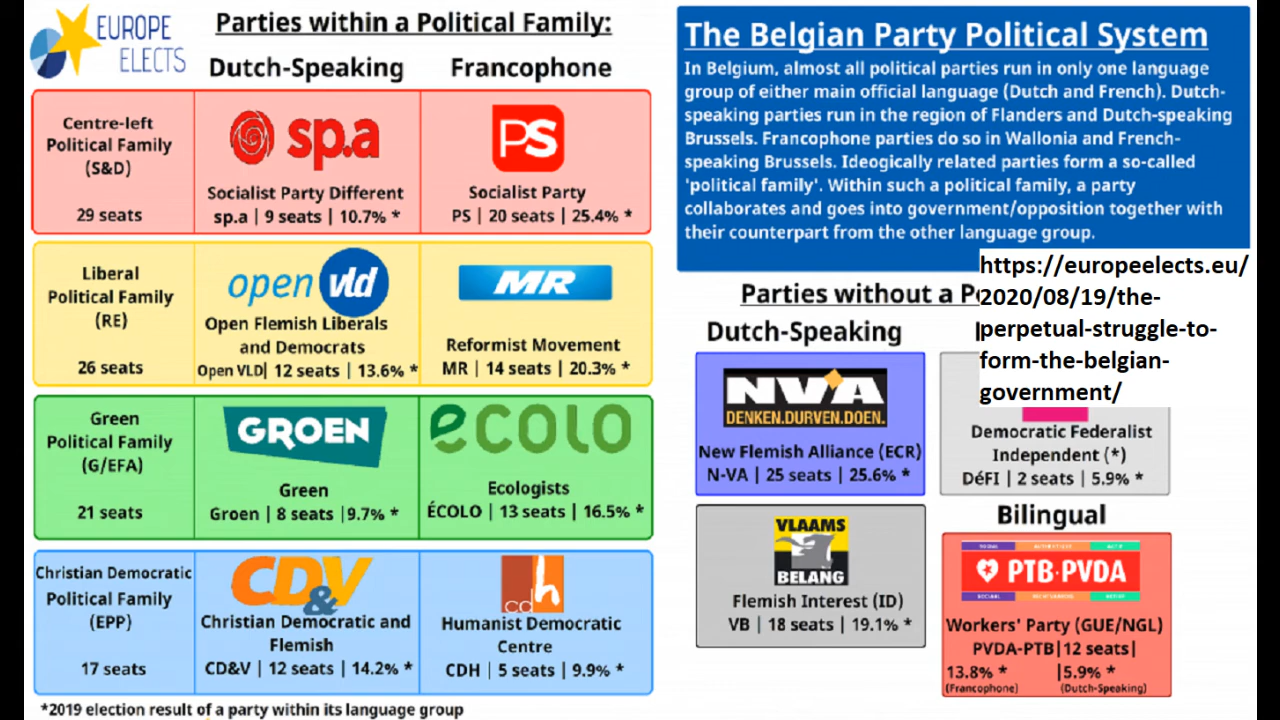 EUROPE
ELECTS
Parties within a Political Family:
Dutch-Speaking
Francophone
Centre-left
Political Family
(S&D)
29 seats
sp.a
Socialist Party Different
sp.a | 9 seats | 10.7% *
PS
Socialist Party
PS | 20 seats | 25.4% *
Liberal
Political Family
(RE)
26 seats
open vld
Open Flemish Liberals
and Democrats
Open VLD| 12 seats | 13.6% *
MR
Reformist Movement
MR | 14 seats | 20.3% *
Green
Political Family
(G/EFA)
21 seats
GROEN
Green
Groen | 8 seats |9.7% *
ecolo
Ecologists
ÉCOLO | 13 seats | 16.5% *
Christian Democratic
Political Family
(EPP)
17 seats
CD&V
Christian Democratic and
Flemish
CD&V | 12 seats | 14.2% *
cdh
Humanist Democratic
Centre
CDH | 5 seats | 9.9% *
*2019 election result of a party within its language group
The Belgian Party Political System
In Belgium, almost all political parties run in only one language
group of either main official language (Dutch and French). Dutch-
speaking parties run in the region of Flanders and Dutch-speaking
Brussels. Francophone parties do so in Wallonia and French-
speaking Brussels. Ideogically related parties form a so-called
'political family'. Within such a political family, a party
collaborates and goes into government/opposition together with
their counterpart from the other language group.
https://europeelects.eu/
2020/08/19/the-
perpetual-struggle-to-
form-the-belgian-
government/
Parties without a
Dutch-Speaking
N-VA
DENKEN.DURVEN.DOEN.
New Flemish Alliance (ECR)
N-VA | 25 seats | 25.6% *
Democratic Federalist
Independent (*)
DéFI | 2 seats | 5.9% *
VLAAMS
BELANG
Flemish Interest (ID)
VB | 18 seats | 19.1% *
Bilingual
PTB·PVDA
Workers' Party (GUE/NGL)
PVDA-PTB|12 seats|
13.8% * |5.9% *
(Francophone) (Dutch-Speaking)